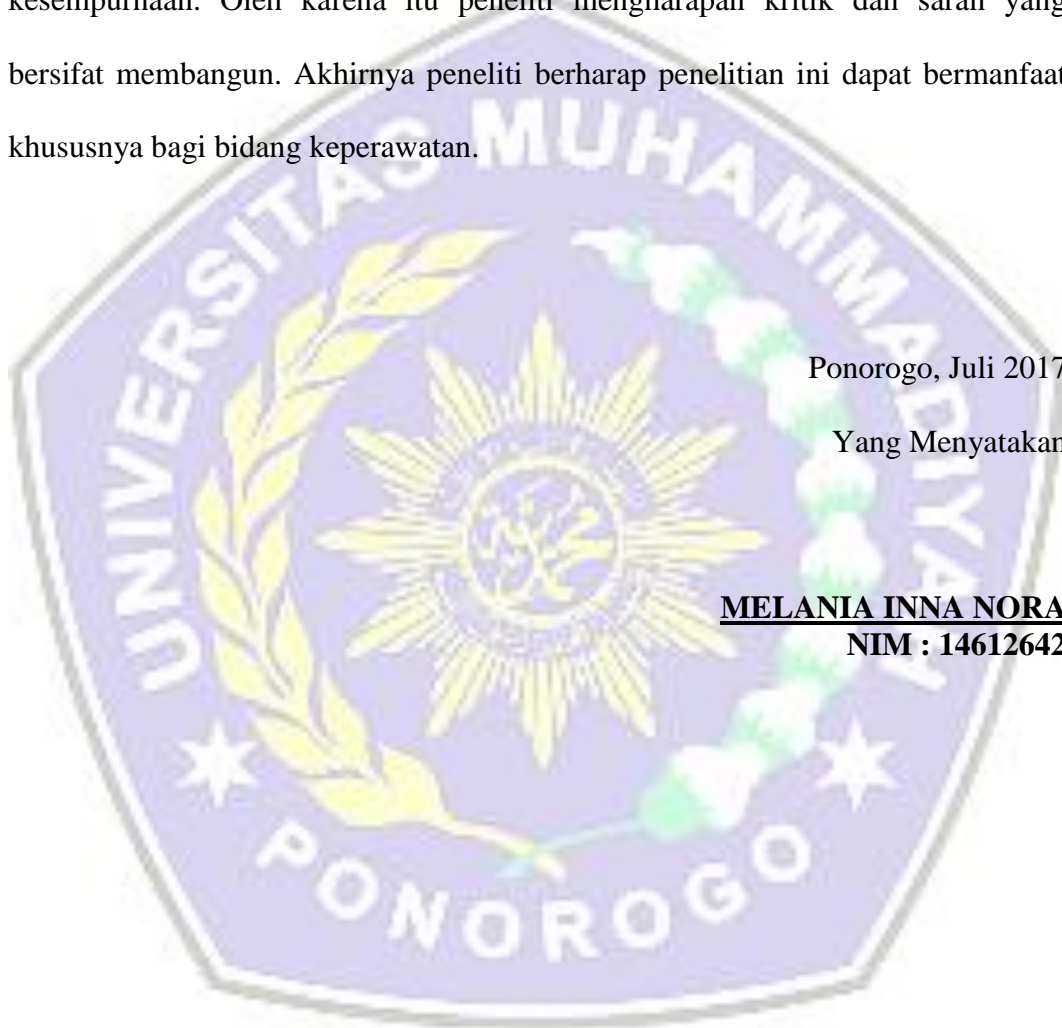 kesempurnaan. Oleh karena itu peneliti mengharapan kritik dan saran yang
bersifat membangun. Akhirnya peneliti berharap penelitian ini dapat bermanfaat
khususnya bagi bidang keperawatan.
UNIVERSITAS MUHAMMADIYAH
Ponorogo, Juli 2017
Yang Menyatakan
MELANIA INNA NORA
NIM : 14612642
PONOROGO